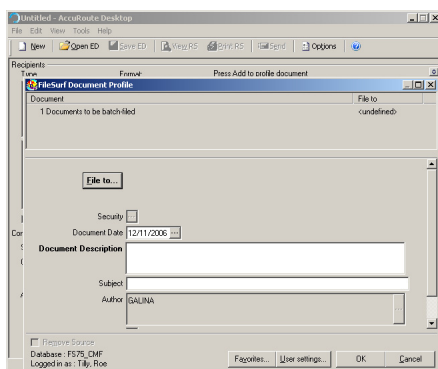 Untitled - AccuRoute Desktop
File Edit View Tools Help
New Open ED Save ED View RS Print RS Send Options
Recipients
Type Format Press Add to profile document
FileSurf Document Profile
Document File to
1 Documents to be batch-filed <undefined>
File to...
Security ...
Document Date 12/11/2006 ...
Document Description
Subject
Author GALINA ...
Remove Source
Database : FS75_CMF
Logged in as : Tilly, Roe
Favorites... User settings... OK Cancel